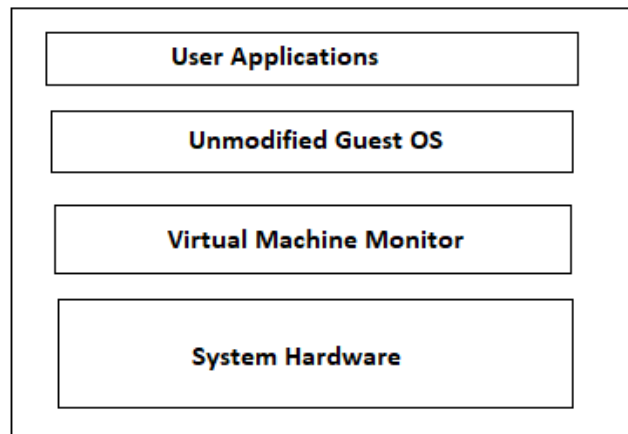 User Applications
Unmodified Guest OS
Virtual Machine Monitor
System Hardware